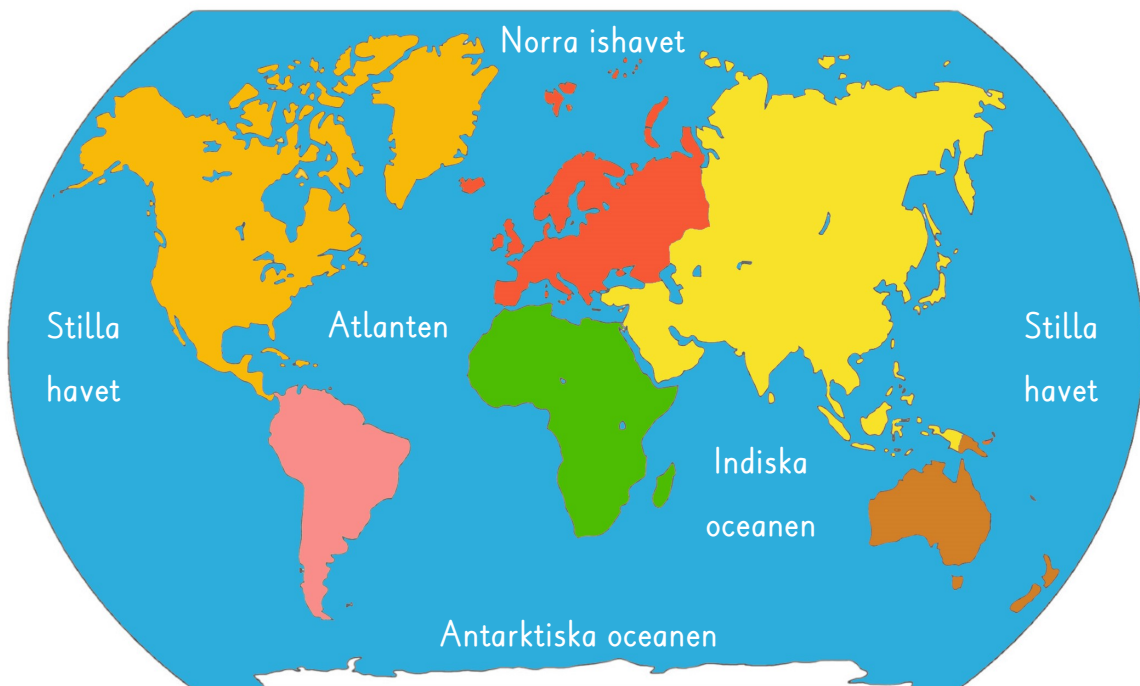 Norra ishavet
Stilla
havet
Atlanten
Stilla
havet
Indiska
oceanen
Antarktiska oceanen